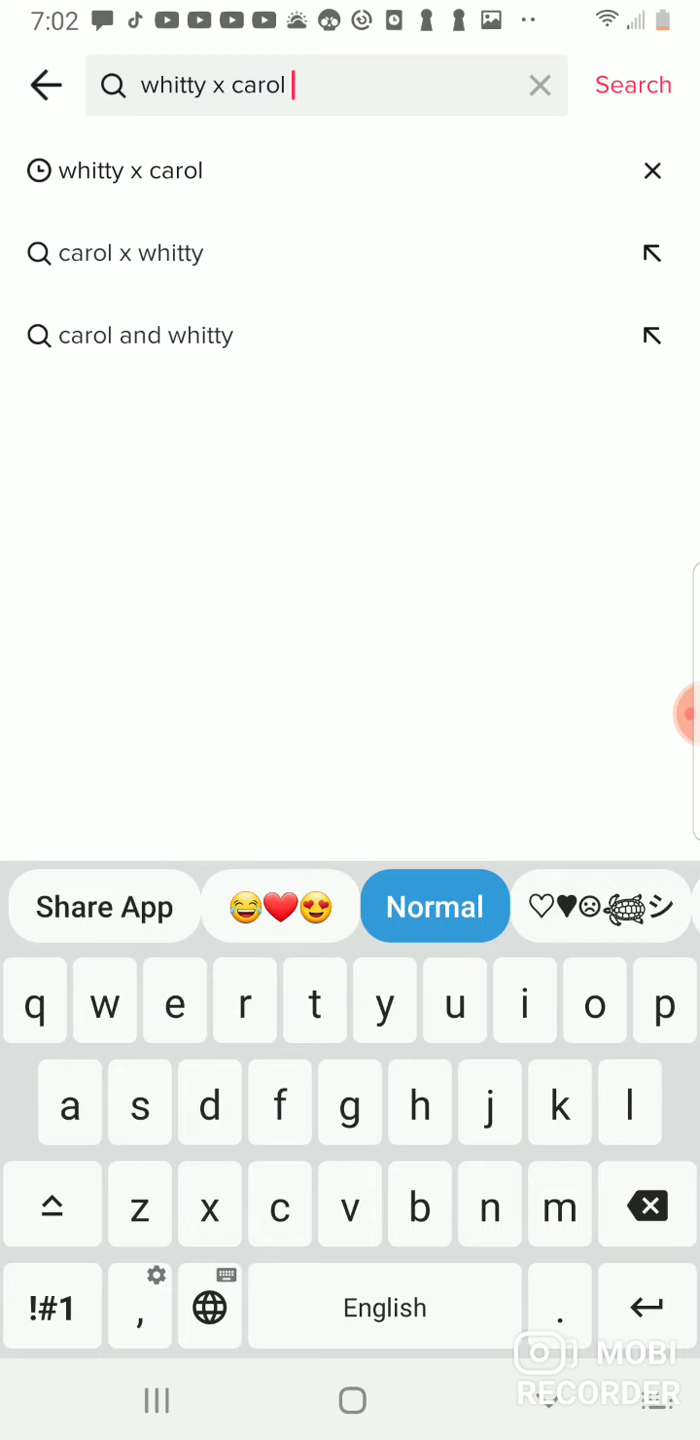 7:02
whitty x carol
Search
whitty x carol
carol x whitty
carol and whitty
Share App 😂❤️😍 Normal ♡♥☹🐢シ
q w e r t y u i o p
a s d f g h j k l
z x c v b n m
!#1 , English .
MOBI
RECORDER